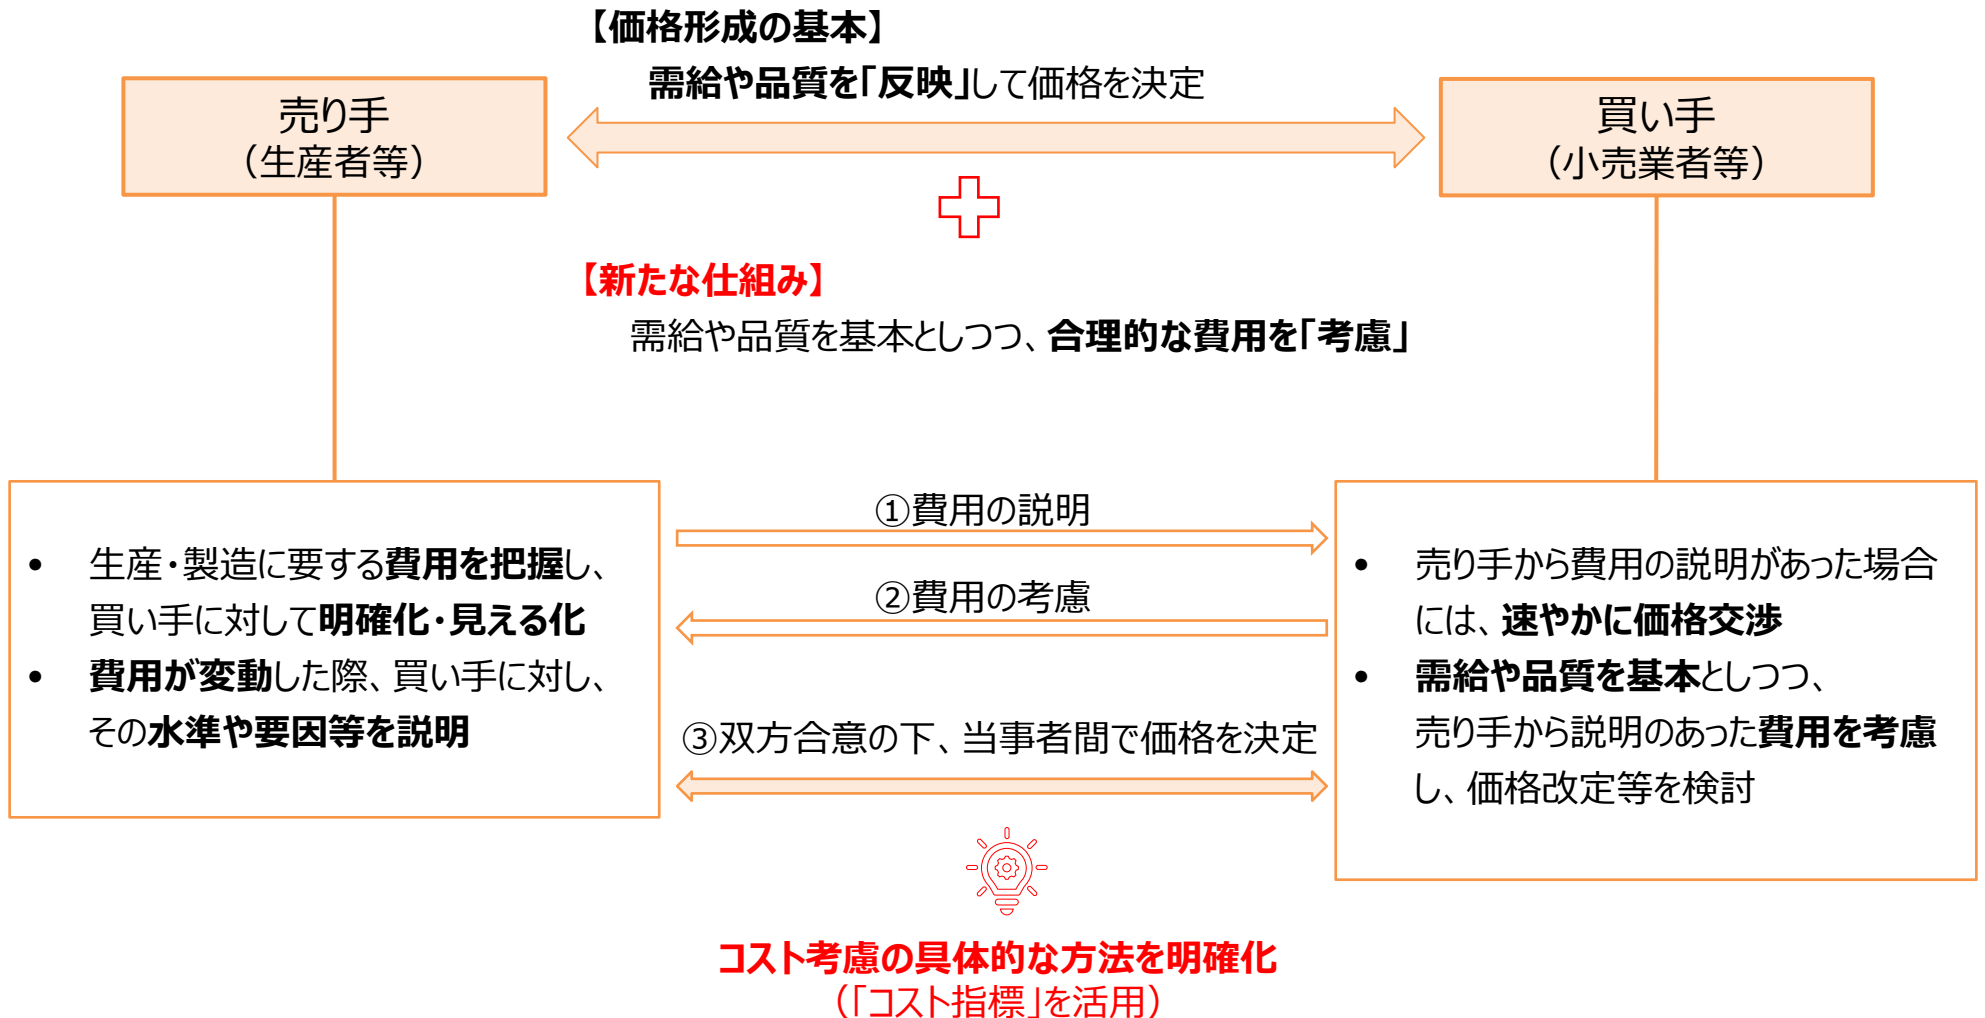 【価格形成の基本】
需給や品質を「反映」して価格を決定
売り手
（生産者等）
買い手
（小売業者等）
【新たな仕組み】
需給や品質を基本としつつ、合理的な費用を「考慮」
• 生産・製造に要する費用を把握し、
買い手に対して明確化・見える化
• 費用が変動した際、買い手に対し、
その水準や要因等を説明
①費用の説明
②費用の考慮
③双方合意の下、当事者間で価格を決定
• 売り手から費用の説明があった場合
には、速やかに価格交渉
• 需給や品質を基本としつつ、
売り手から説明のあった費用を考慮
し、価格改定等を検討
コスト考慮の具体的な方法を明確化
（「コスト指標」を活用）